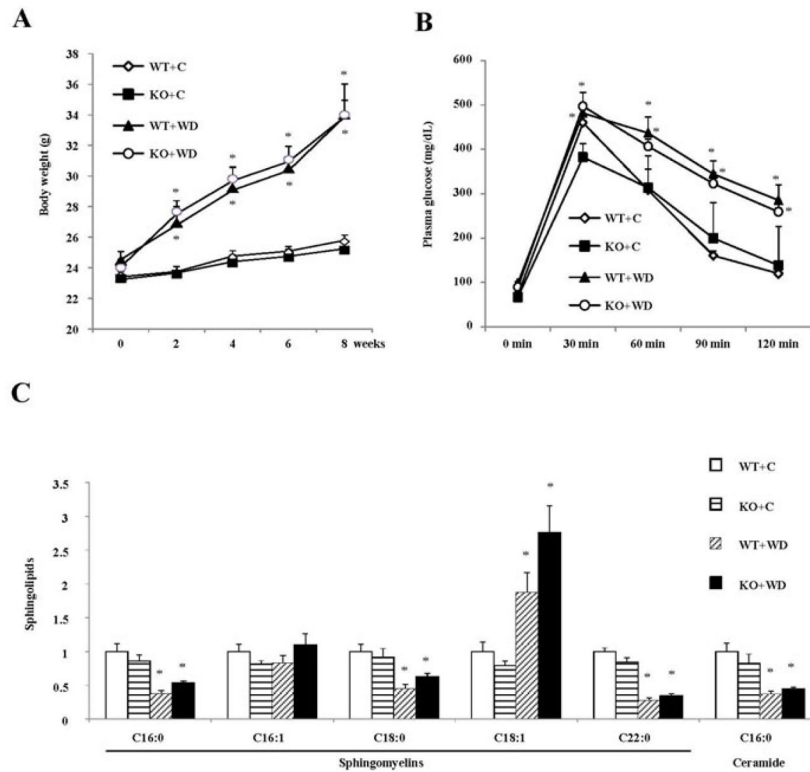 A
38
36
34
32
30
28
26
24
22
20
Body weight (g)
WT+C
KO+C
WT+WD
KO+WD
*
*
*
*
*
*
*
*
0 2 4 6 8 weeks
B
600
500
400
300
200
100
0
Plasma glucose (mg/dL)
*
*
*
*
*
*
*
*
WT+C
KO+C
WT+WD
KO+WD
0 min 30 min 60 min 90 min 120 min
C
3.5
3
2.5
2
1.5
1
0.5
0
Sphingolipids
WT+C
KO+C
WT+WD
KO+WD
* * * * * * * * * *
C16:0 C16:1 C18:0 C18:1 C22:0 C16:0
Sphingomyelins Ceramide